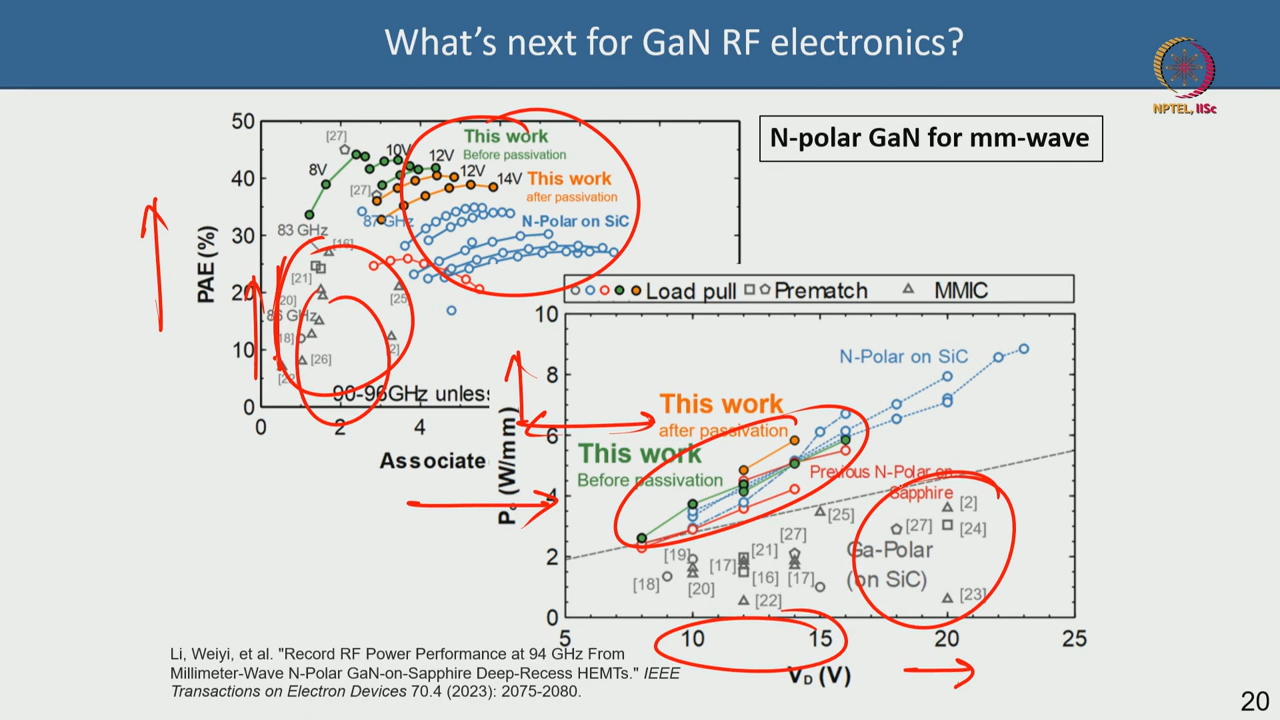 What's next for GaN RF electronics?
NPTEL, IISc
N-polar GaN for mm-wave
50
40
30
20
10
0
0
2
4
PAE (%)
Associate
[27]
8V
10V
12V
12V
14V
This work
Before passivation
This work
after passivation
[27]
87 GHz
N-Polar on SiC
83 GHz
[16]
[21]
[25]
[26]
90-96GHz unless
Load pull
Prematch
MMIC
10
8
6
4
2
0
5
10
15
20
25
(W/mm)
V_D (V)
N-Polar on SiC
This work
after passivation
This work
Before passivation
Previous N-Polar on
Sapphire
[2]
[25]
[27]
[24]
[27]
Ga-Polar
(on SiC)
[19]
[17]
[21]
[18]
[20]
[16]
[17]
[22]
[23]
Li, Weiyi, et al. "Record RF Power Performance at 94 GHz From
Millimeter-Wave N-Polar GaN-on-Sapphire Deep-Recess HEMTs." IEEE
Transactions on Electron Devices 70.4 (2023): 2075-2080.
20